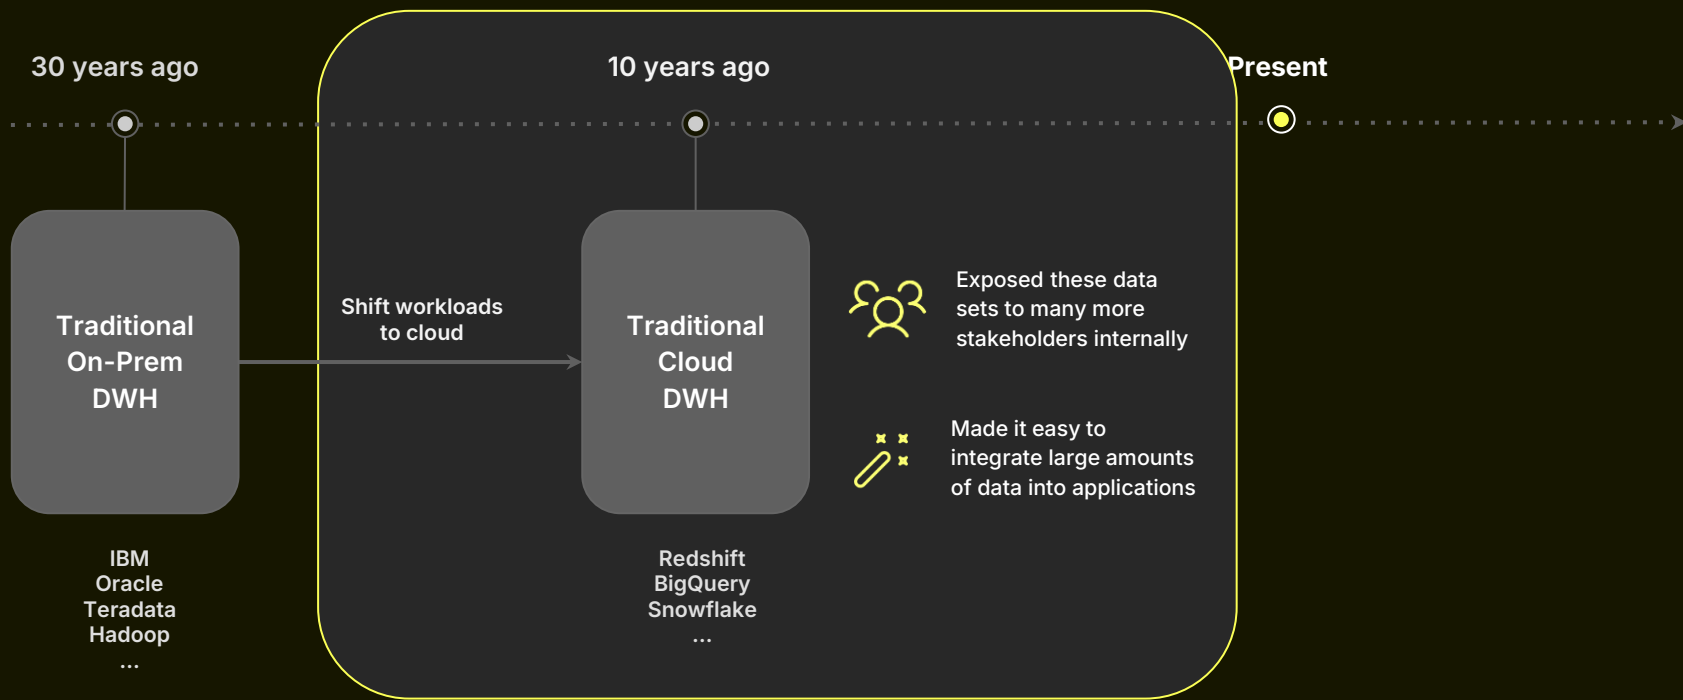 30 years ago
10 years ago
Present
Traditional
On-Prem
DWH
Shift workloads
to cloud
Traditional
Cloud
DWH
Exposed these data
sets to many more
stakeholders internally
Made it easy to
integrate large amounts
of data into applications
IBM
Oracle
Teradata
Hadoop
...
Redshift
BigQuery
Snowflake
...